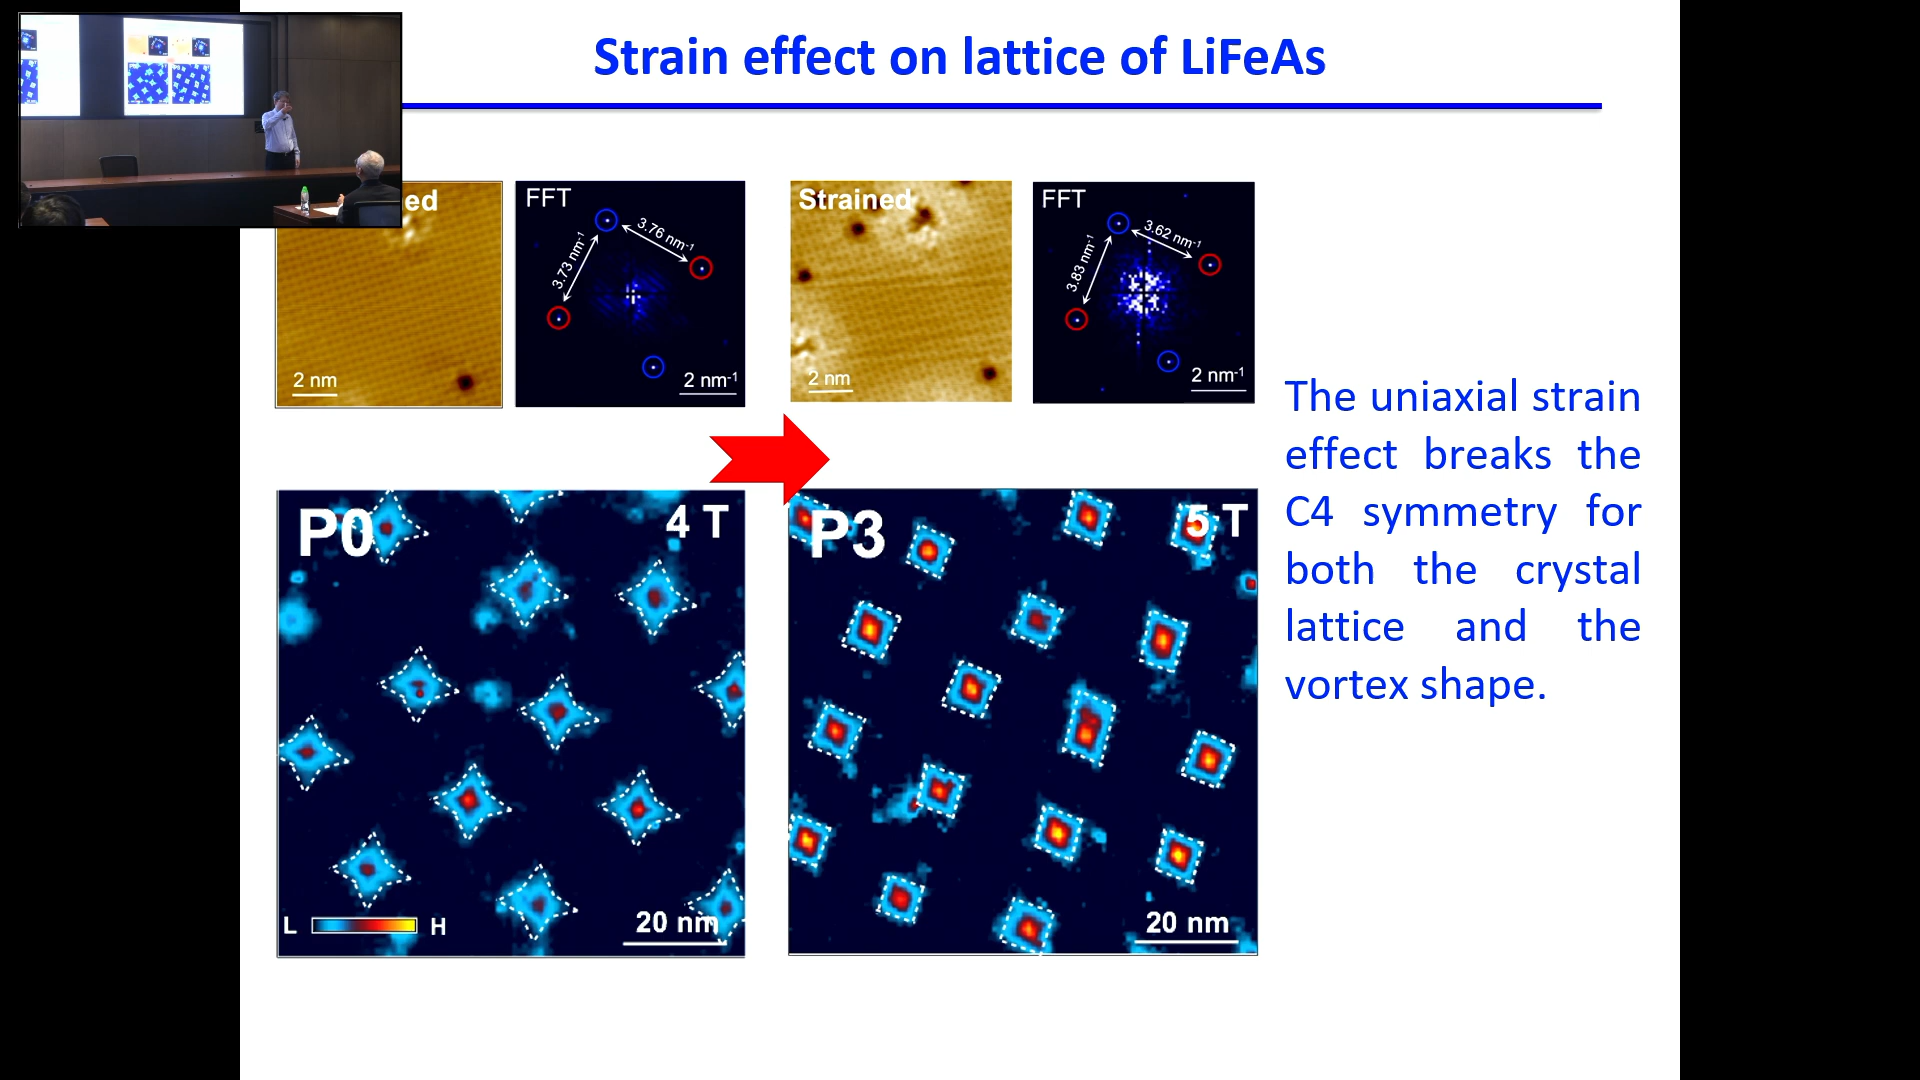 Strain effect on lattice of LiFeAs
ed
FFT
3.73 nm-1
3.76 nm-1
2 nm
2 nm-1
Strained
FFT
3.83 nm-1
3.62 nm-1
2 nm
2 nm-1
P0
4 T
L
H
20 nm
P3
5 T
20 nm
The uniaxial strain
effect breaks the
C4 symmetry for
both the crystal
lattice and the
vortex shape.